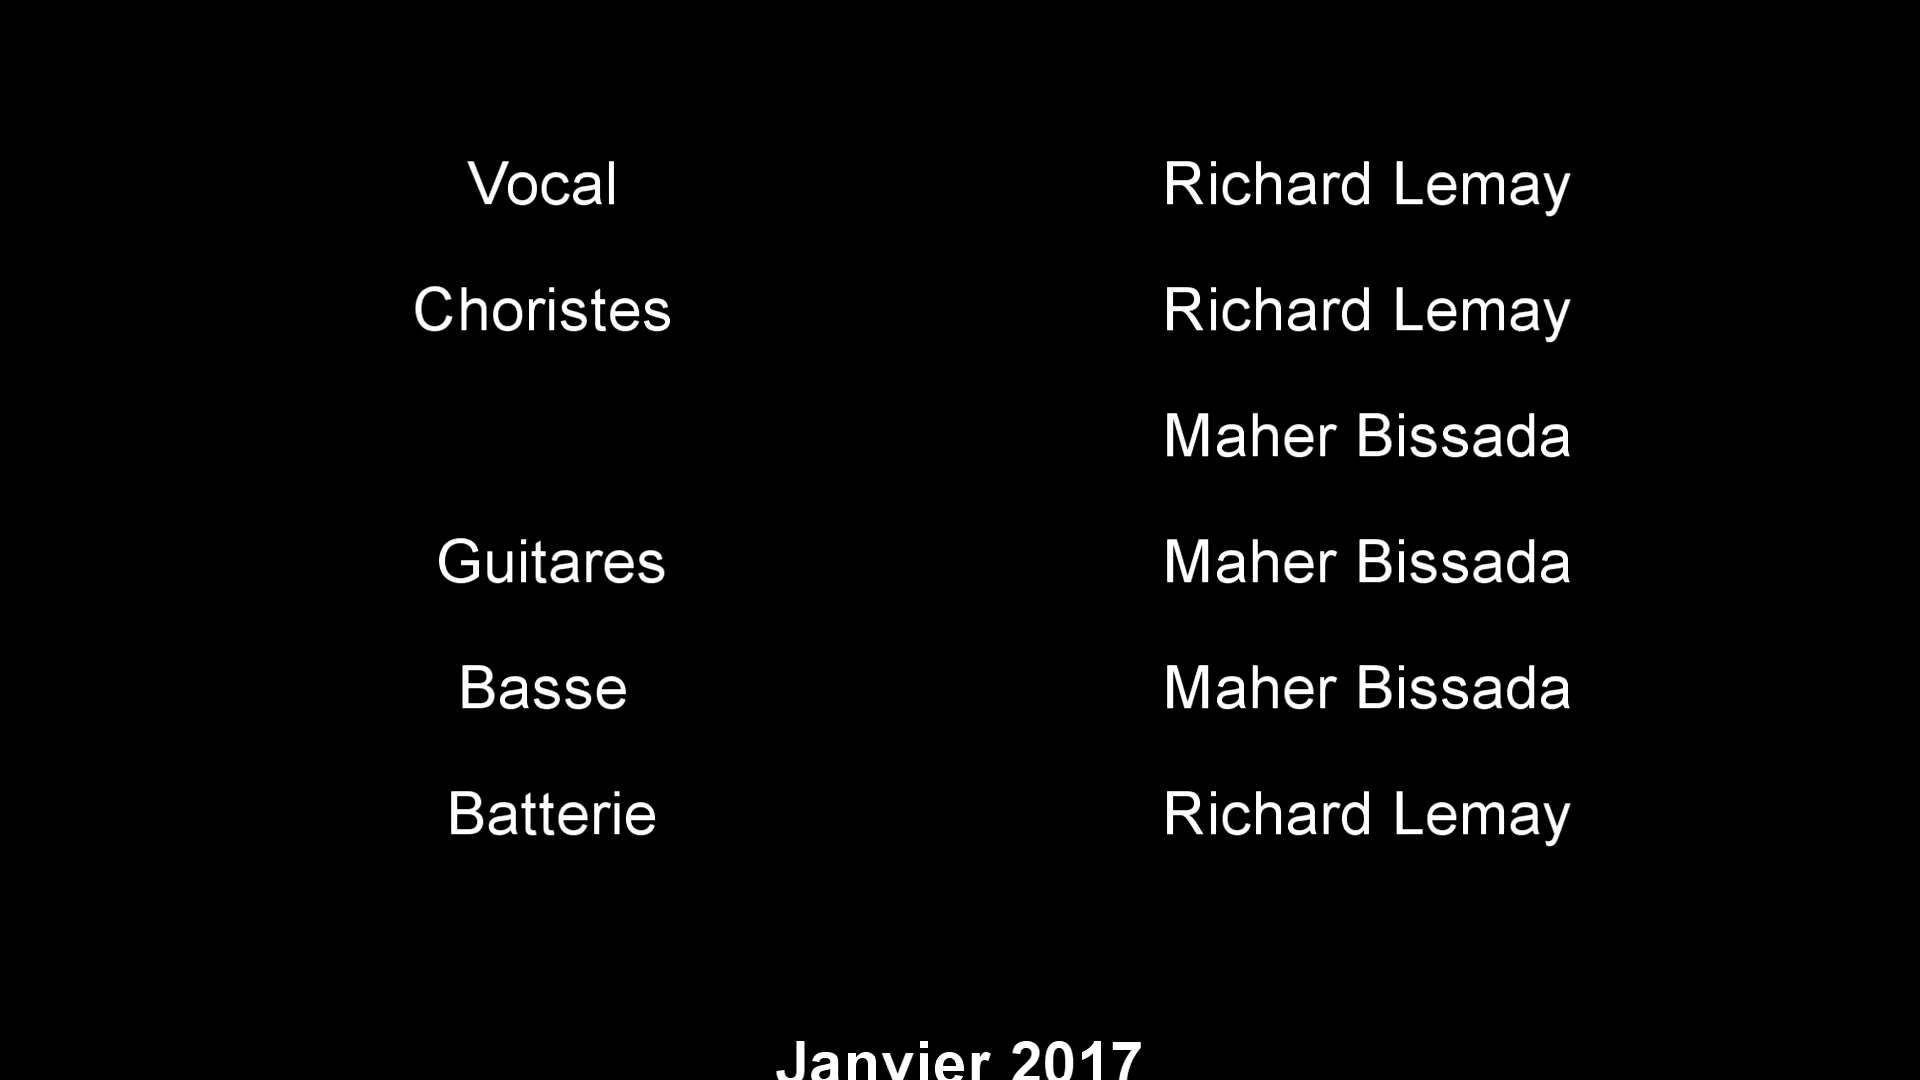 Vocal Richard Lemay
Choristes Richard Lemay
Maher Bissada
Guitares Maher Bissada
Basse Maher Bissada
Batterie Richard Lemay
Janvier 2017